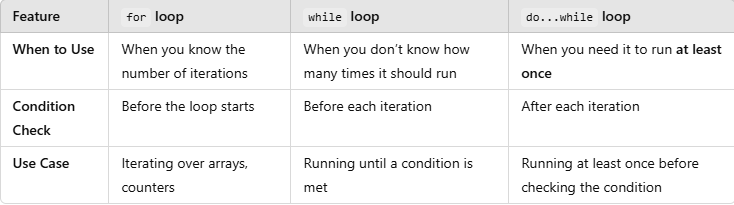 Feature for loop while loop do...while loop
When to Use When you know the When you don't know how When you need it to run at least
number of iterations many times it should run once
Condition Before the loop starts Before each iteration After each iteration
Check
Use Case Iterating over arrays, Running until a condition is Running at least once before
counters met checking the condition